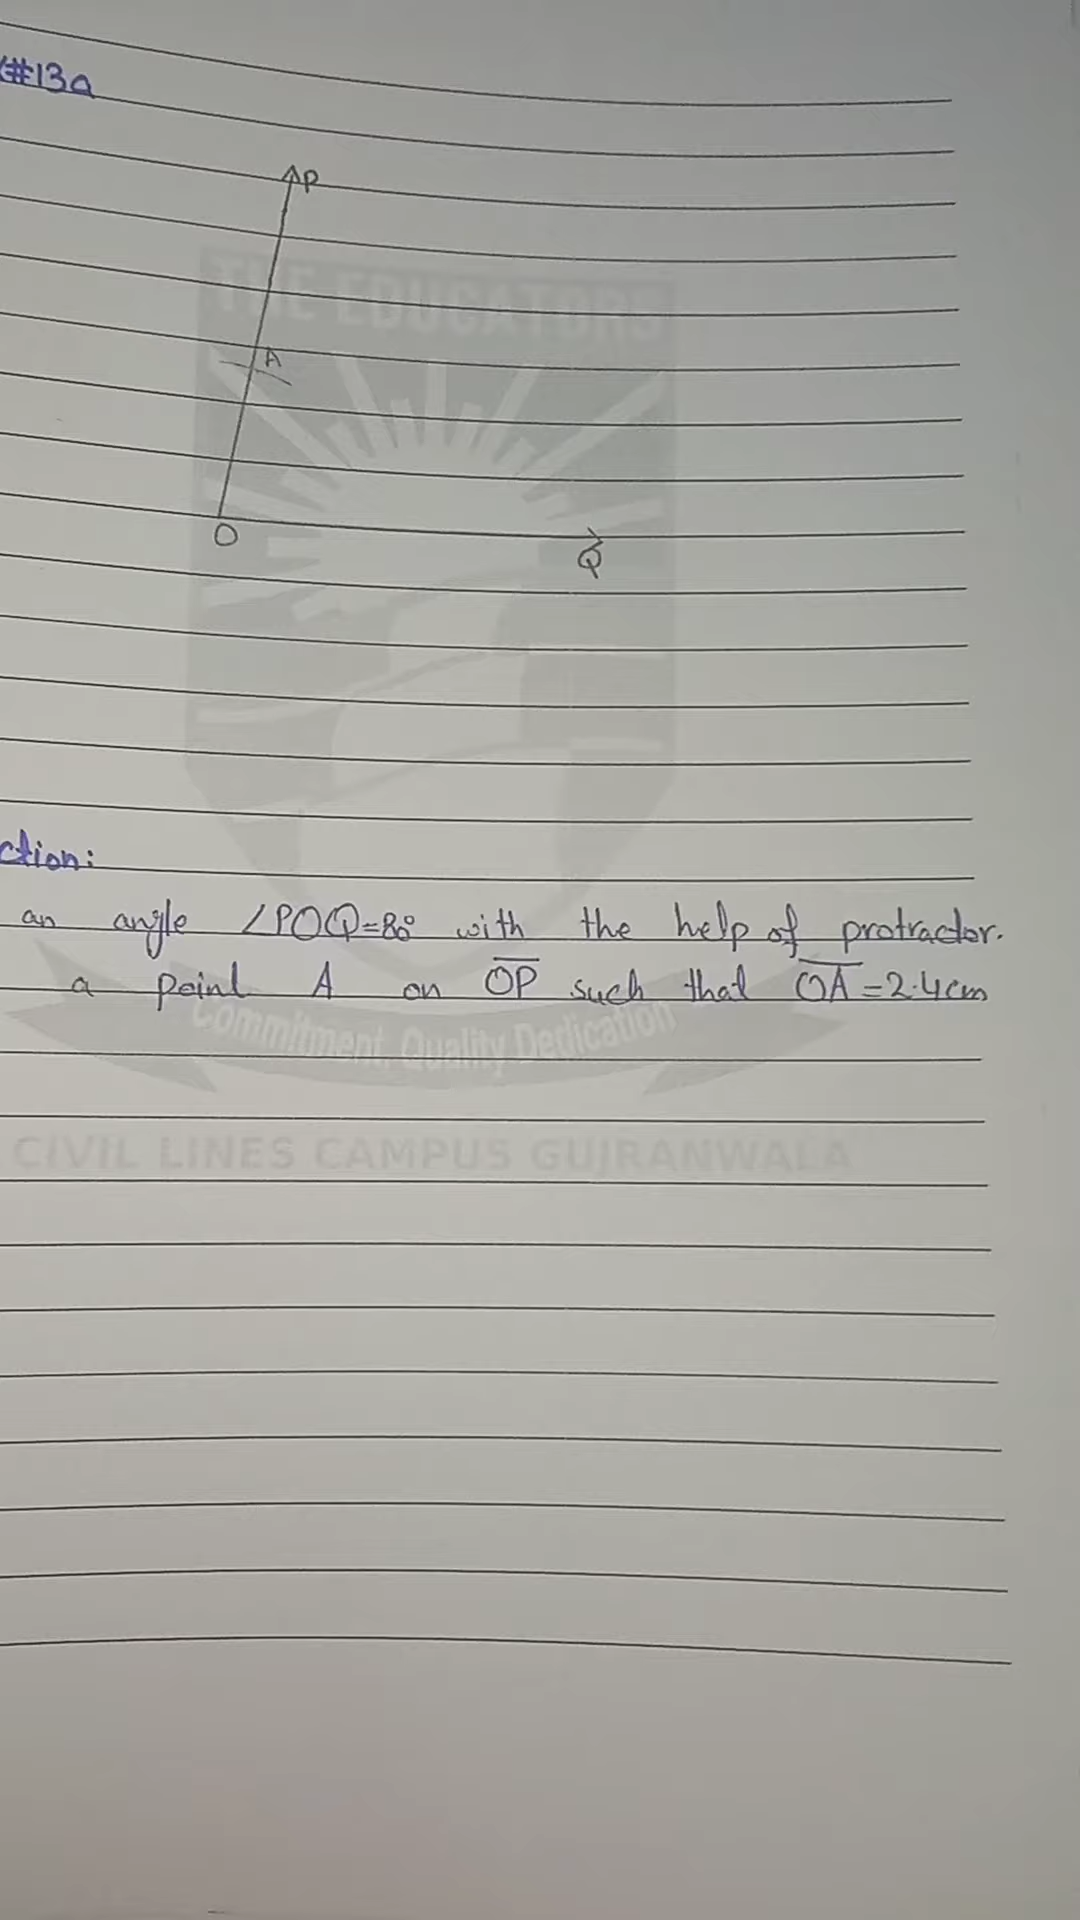 #13a
P
THE EDUCATORS
A
O
Q
ction:
an angle ∠POQ=80° with the help of protractor.
a point A on OP such that OA=2.4cm
Commitment, Quality Dedication
CIVIL LINES CAMPUS GUJRANWALA